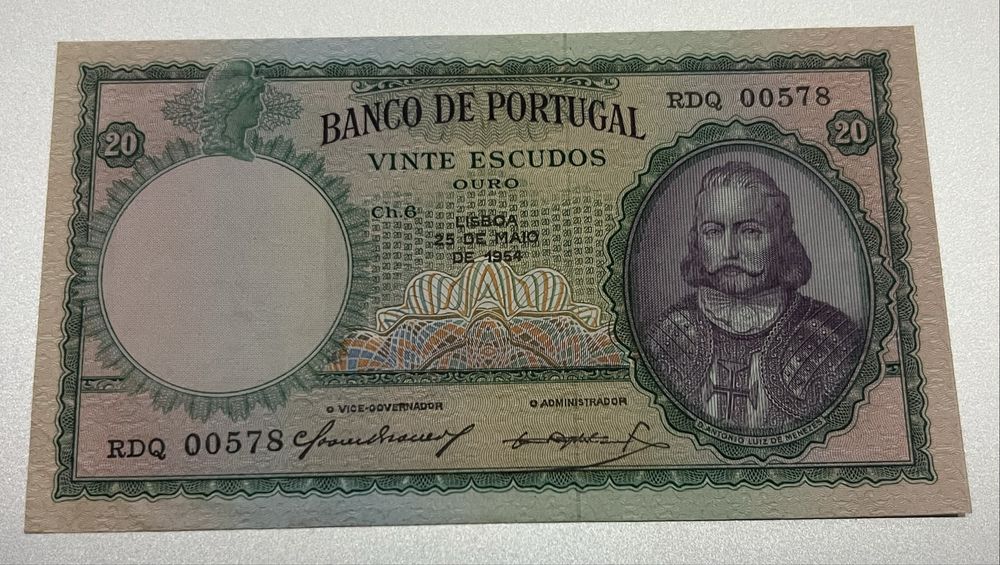 BANCO DE PORTUGAL
RDQ 00578
20
20
VINTE ESCUDOS
OURO
Ch.6
LISBOA
25 DE MAIO
DE 1954
O VICE-GOVERNADOR
O ADMINISTRADOR
RDQ 00578
D. ANTONIO LUIZ DE MENEZES